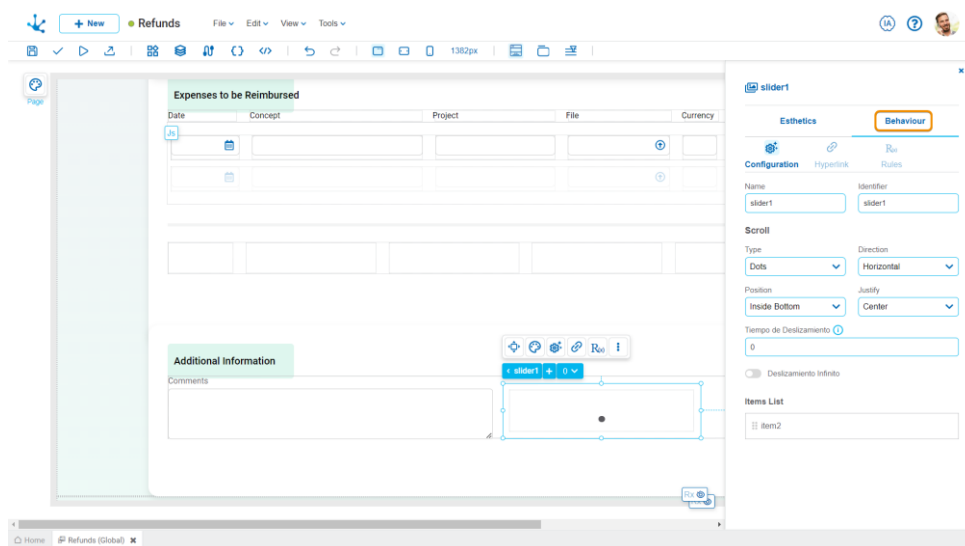 + New
Refunds
File
Edit
View
Tools
IA
?
1382px
Page
Expenses to be Reimbursed
Date Concept Project File Currency
Js
Additional Information
Comments
R(x)
< slider1 + 0
Rx
slider1
Esthetics Behaviour
R(x)
Configuration Hyperlink Rules
Name Identifier
slider1 slider1
Scroll
Type Direction
Dots Horizontal
Position Justify
Inside Bottom Center
Tiempo de Deslizamiento
0
Deslizamiento Infinito
Items List
item2
Home Refunds (Global)